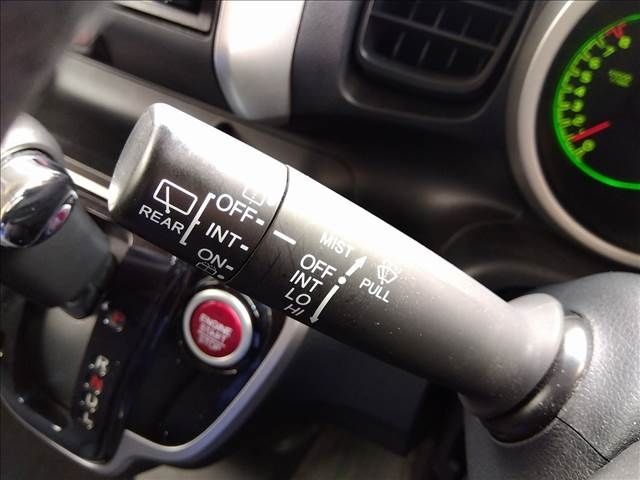 REAR
OFF
INT
ON
MIST
OFF
INT
LO
HI
PULL
ENGINE
START
STOP
R